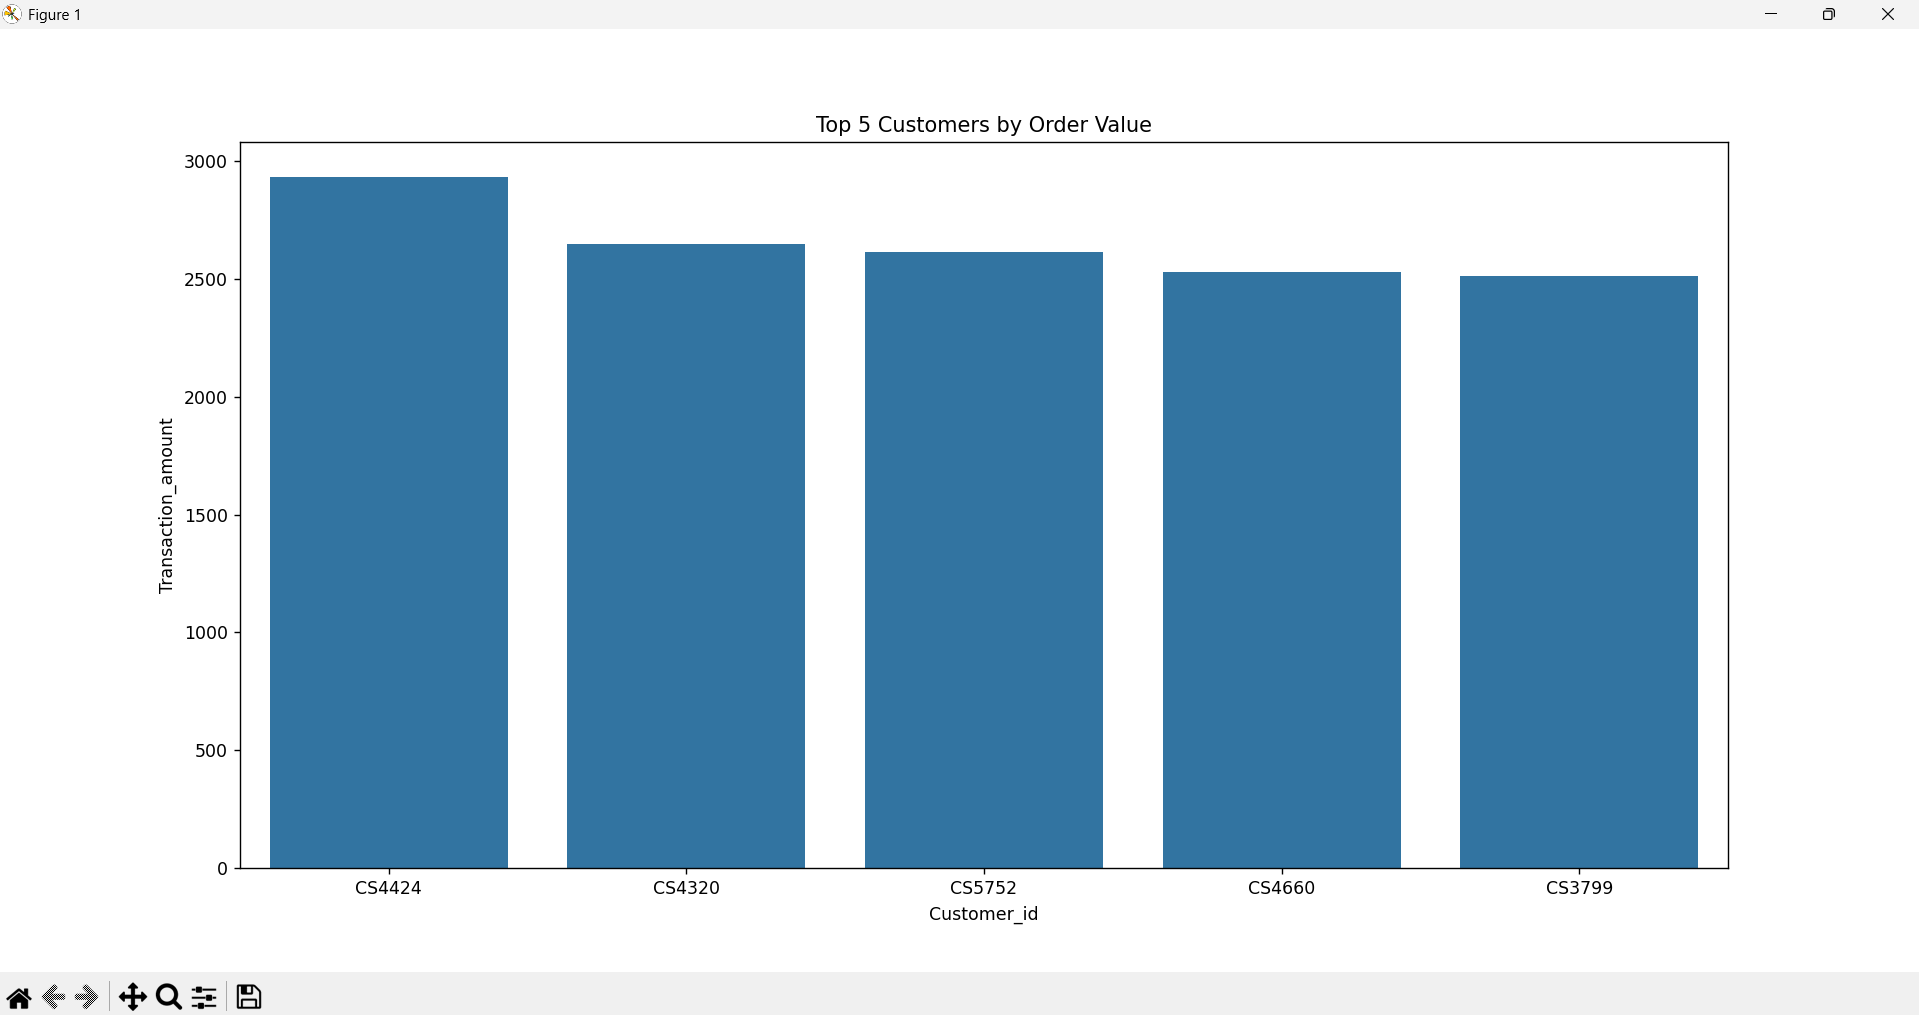 Figure 1
Top 5 Customers by Order Value
3000
2500
2000
1500
1000
500
0
Transaction_amount
CS4424 CS4320 CS5752 CS4660 CS3799
Customer_id